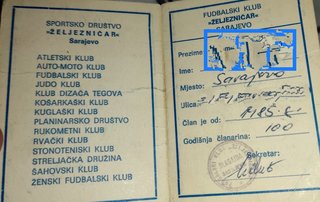 SPORTSKO DRUŠTVO
»ŽELJEZNIČAR«
Sarajevo
ATLETSKI KLUB
AUTO-MOTO KLUB
FUDBALSKI KLUB
JUDO KLUB
KLUB DIZAČA TEGOVA
KOŠARKAŠKI KLUB
KUGLAŠKI KLUB
PLANINARSKO DRUŠTVO
RUKOMETNI KLUB
RVAČKI KLUB
STONOTENISKI KLUB
STRELJAČKA DRUŽINA
ŠAHOVSKI KLUB
ŽENSKI FUDBALSKI KLUB
FUDBALSKI KLUB
»ŽELJEZNIČAR«
SARAJEVO
Prezime
Ime:
Mjesto: Sarajevo
Ulica:
Član je od:
Godišnja članarina: 100
Sekretar: